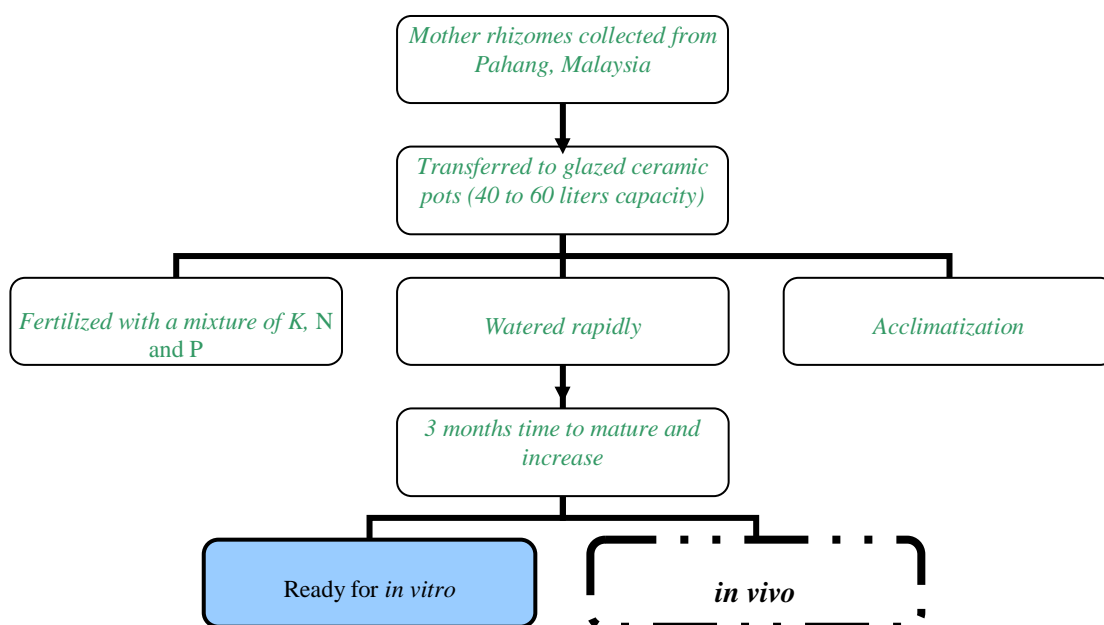 Mother rhizomes collected from
Pahang, Malaysia
Transferred to glazed ceramic
pots (40 to 60 liters capacity)
Fertilized with a mixture of K, N
and P
Watered rapidly
Acclimatization
3 months time to mature and
increase
Ready for in vitro
in vivo